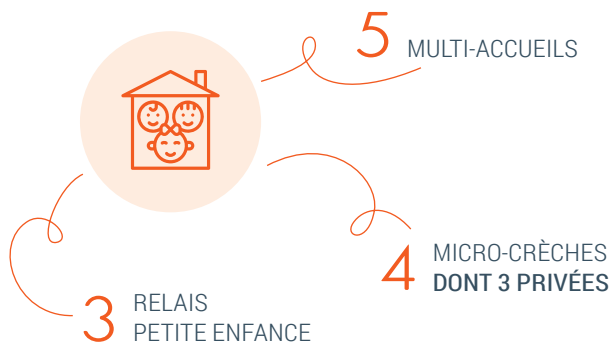 5 MULTI-ACCUEILS
4 MICRO-CRÈCHES
DONT 3 PRIVÉES
3 RELAIS
PETITE ENFANCE